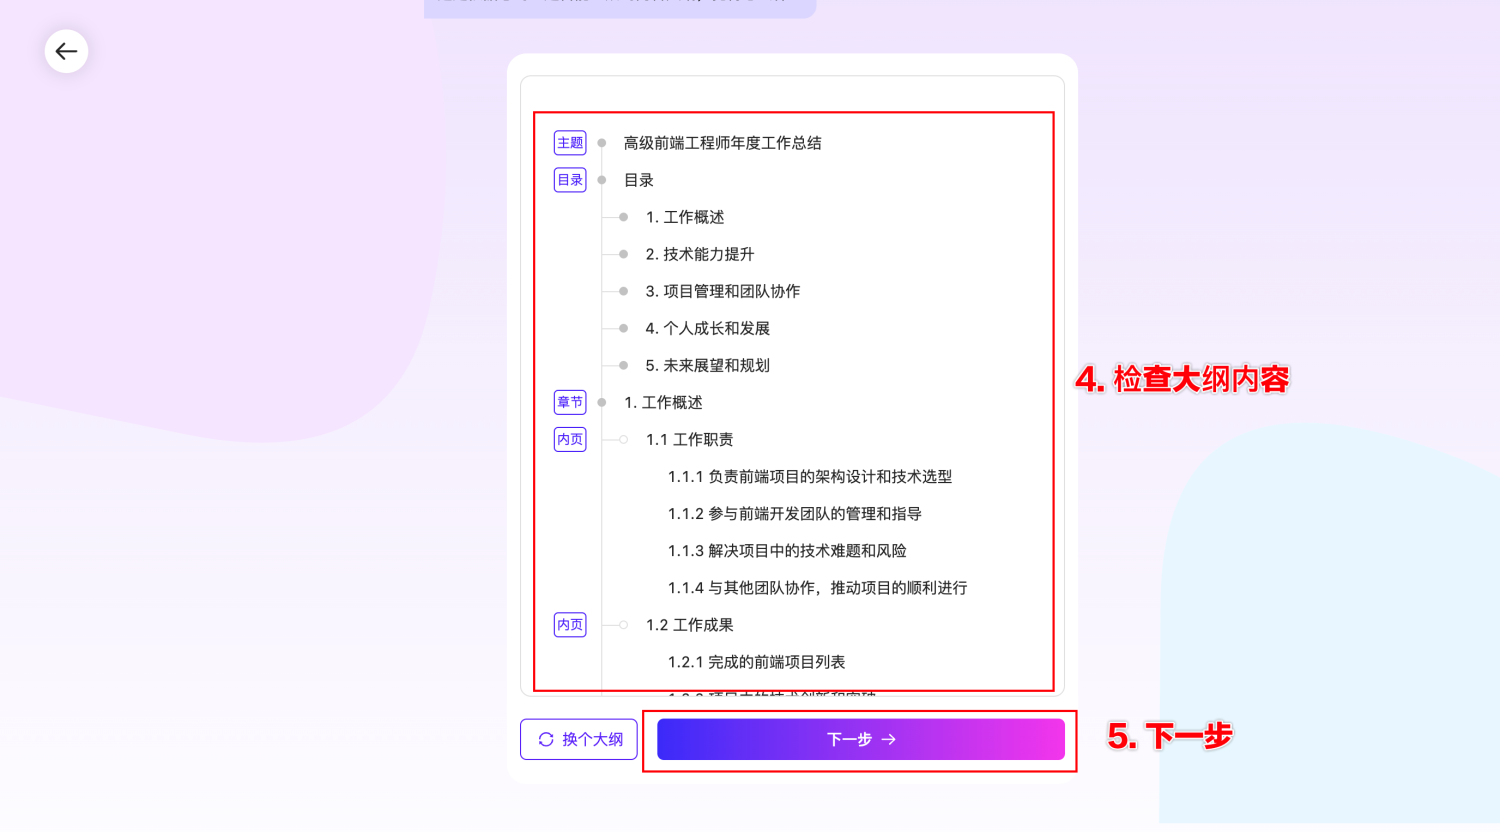 主题 高级前端工程师年度工作总结
目录 目录
1. 工作概述
2. 技术能力提升
3. 项目管理和团队协作
4. 个人成长和发展
5. 未来展望和规划
4. 检查大纲内容
章节 1. 工作概述
内页 1.1 工作职责
1.1.1 负责前端项目的架构设计和技术选型
1.1.2 参与前端开发团队的管理和指导
1.1.3 解决项目中的技术难题和风险
1.1.4 与其他团队协作，推动项目的顺利进行
内页 1.2 工作成果
1.2.1 完成的前端项目列表
换个大纲
下一步 →
5. 下一步